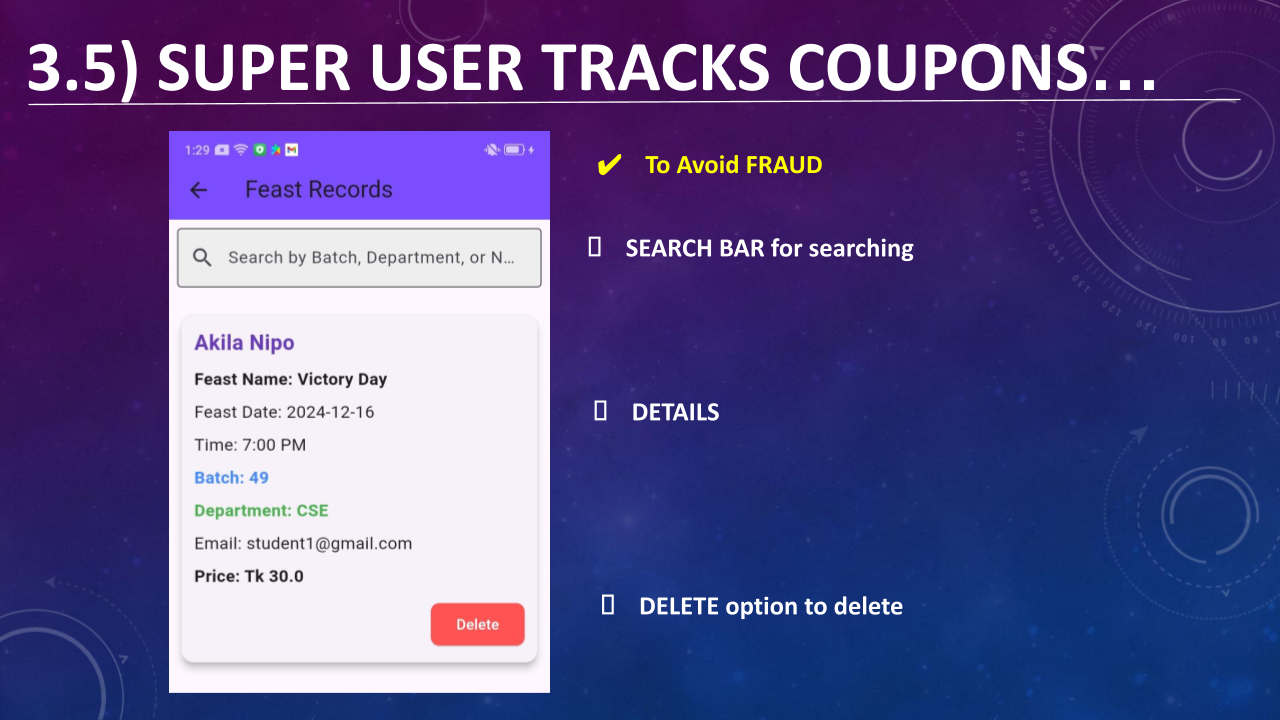 3.5) SUPER USER TRACKS COUPONS...
1:29
Feast Records
Search by Batch, Department, or N...
Akila Nipo
Feast Name: Victory Day
Feast Date: 2024-12-16
Time: 7:00 PM
Batch: 49
Department: CSE
Email: student1@gmail.com
Price: Tk 30.0
Delete
✔ To Avoid FRAUD
SEARCH BAR for searching
DETAILS
DELETE option to delete